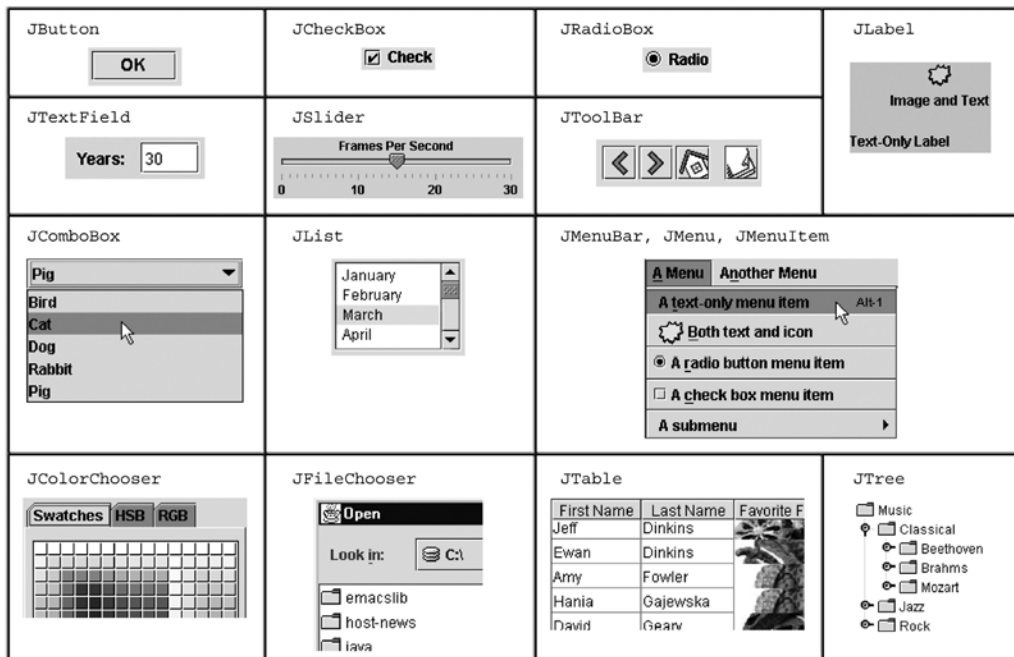 JButton
OK
JCheckBox
Check
JRadioBox
Radio
JLabel
Image and Text
Text-Only Label
JTextField
Years: 30
JSlider
Frames Per Second
0 10 20 30
JToolBar
JComboBox
Pig
Bird
Cat
Dog
Rabbit
Pig
JList
January
February
March
April
JMenuBar, JMenu, JMenuItem
A Menu Another Menu
A text-only menu item Alt-1
Both text and icon
A radio button menu item
A check box menu item
A submenu
JColorChooser
Swatches HSB RGB
JFileChooser
Open
Look in: C:\
emacslib
host-news
java
JTable
First Name Last Name Favorite F
Jeff Dinkins
Ewan Dinkins
Amy Fowler
Hania Gajewska
David Geary
JTree
Music
Classical
Beethoven
Brahms
Mozart
Jazz
Rock